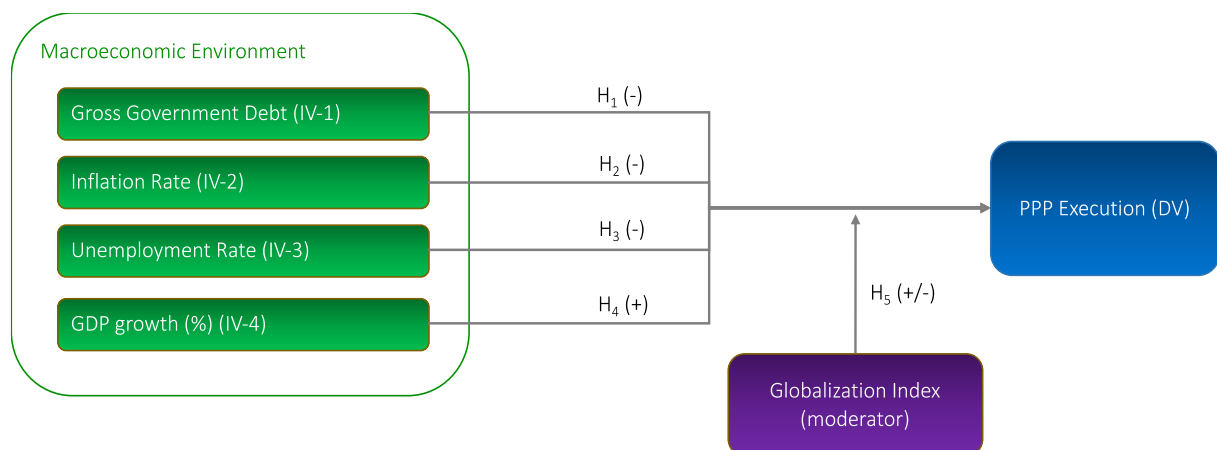 Macroeconomic Environment
Gross Government Debt (IV-1)
H₁ (-)
Inflation Rate (IV-2)
H₂ (-)
Unemployment Rate (IV-3)
H₃ (-)
GDP growth (%) (IV-4)
H₄ (+)
PPP Execution (DV)
H₅ (+/-)
Globalization Index
(moderator)